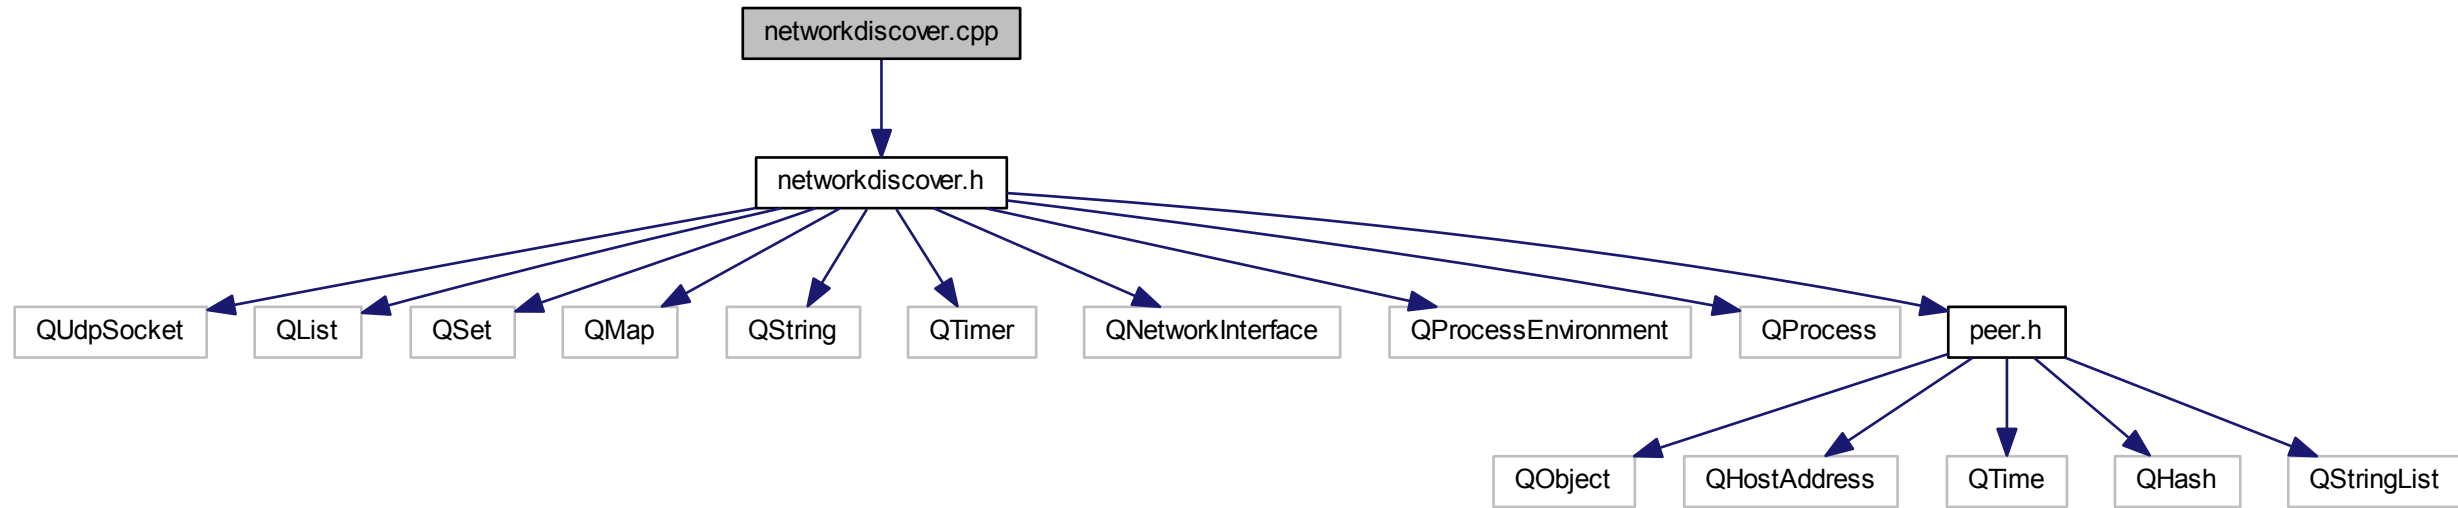 networkdiscover.cpp
networkdiscover.h
QUdpSocket
QList
QSet
QMap
QString
QTimer
QNetworkInterface
QProcessEnvironment
QProcess
peer.h
QObject
QHostAddress
QTime
QHash
QStringList